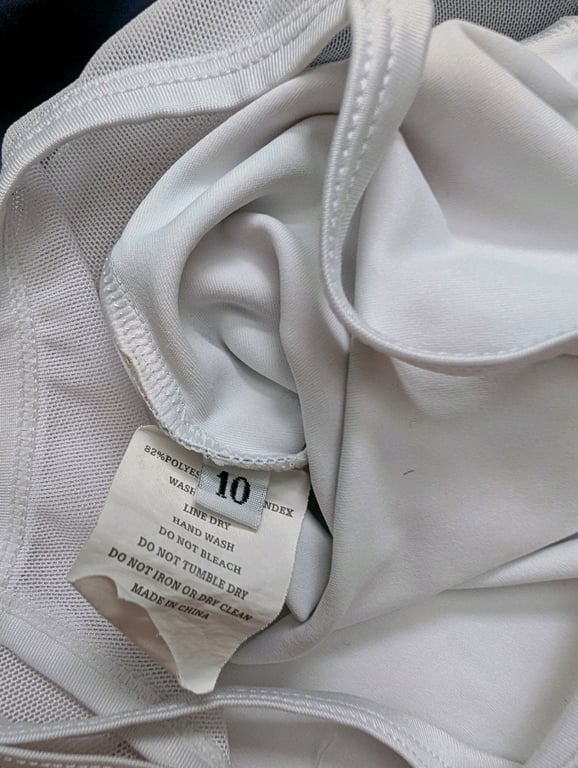 82%POLYES
10
WASH NDEX
LINE DRY
HAND WASH
DO NOT BLEACH
DO NOT TUMBLE DRY
DO NOT IRON OR DRY CLEAN
MADE IN CHINA